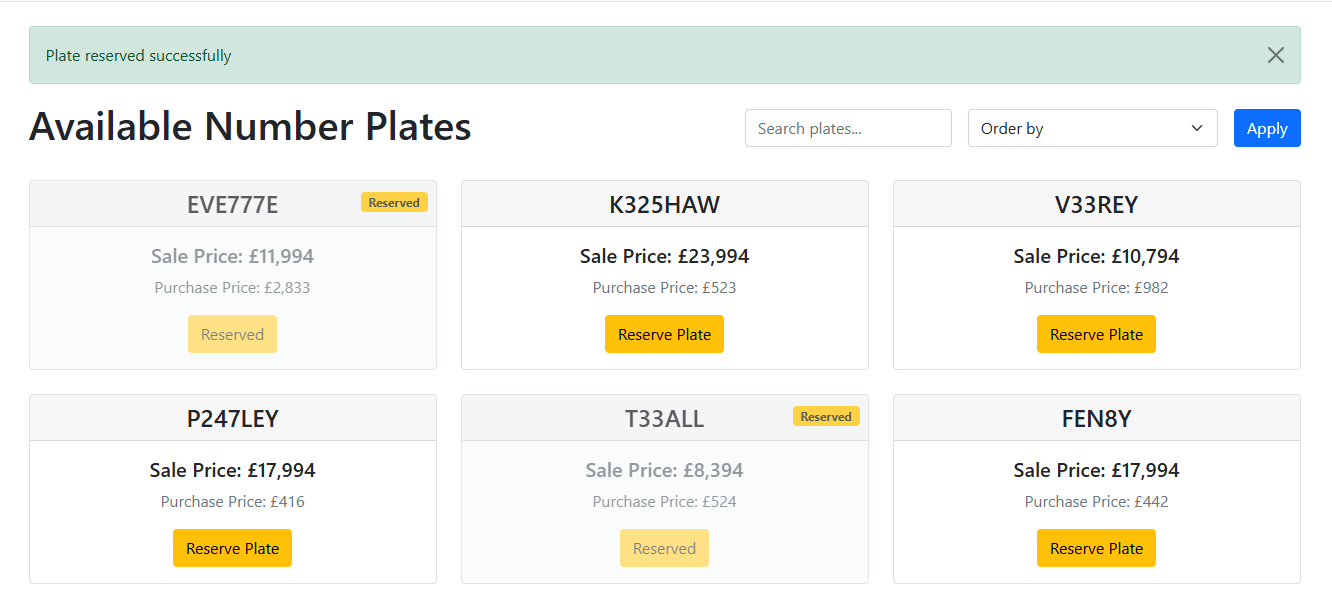 Plate reserved successfully
Available Number Plates
Search plates...
Order by
Apply
EVE777E
Reserved
Sale Price: £11,994
Purchase Price: £2,833
Reserved
K325HAW
Sale Price: £23,994
Purchase Price: £523
Reserve Plate
V33REY
Sale Price: £10,794
Purchase Price: £982
Reserve Plate
P247LEY
Sale Price: £17,994
Purchase Price: £416
Reserve Plate
T33ALL
Reserved
Sale Price: £8,394
Purchase Price: £524
Reserved
FEN8Y
Sale Price: £17,994
Purchase Price: £442
Reserve Plate